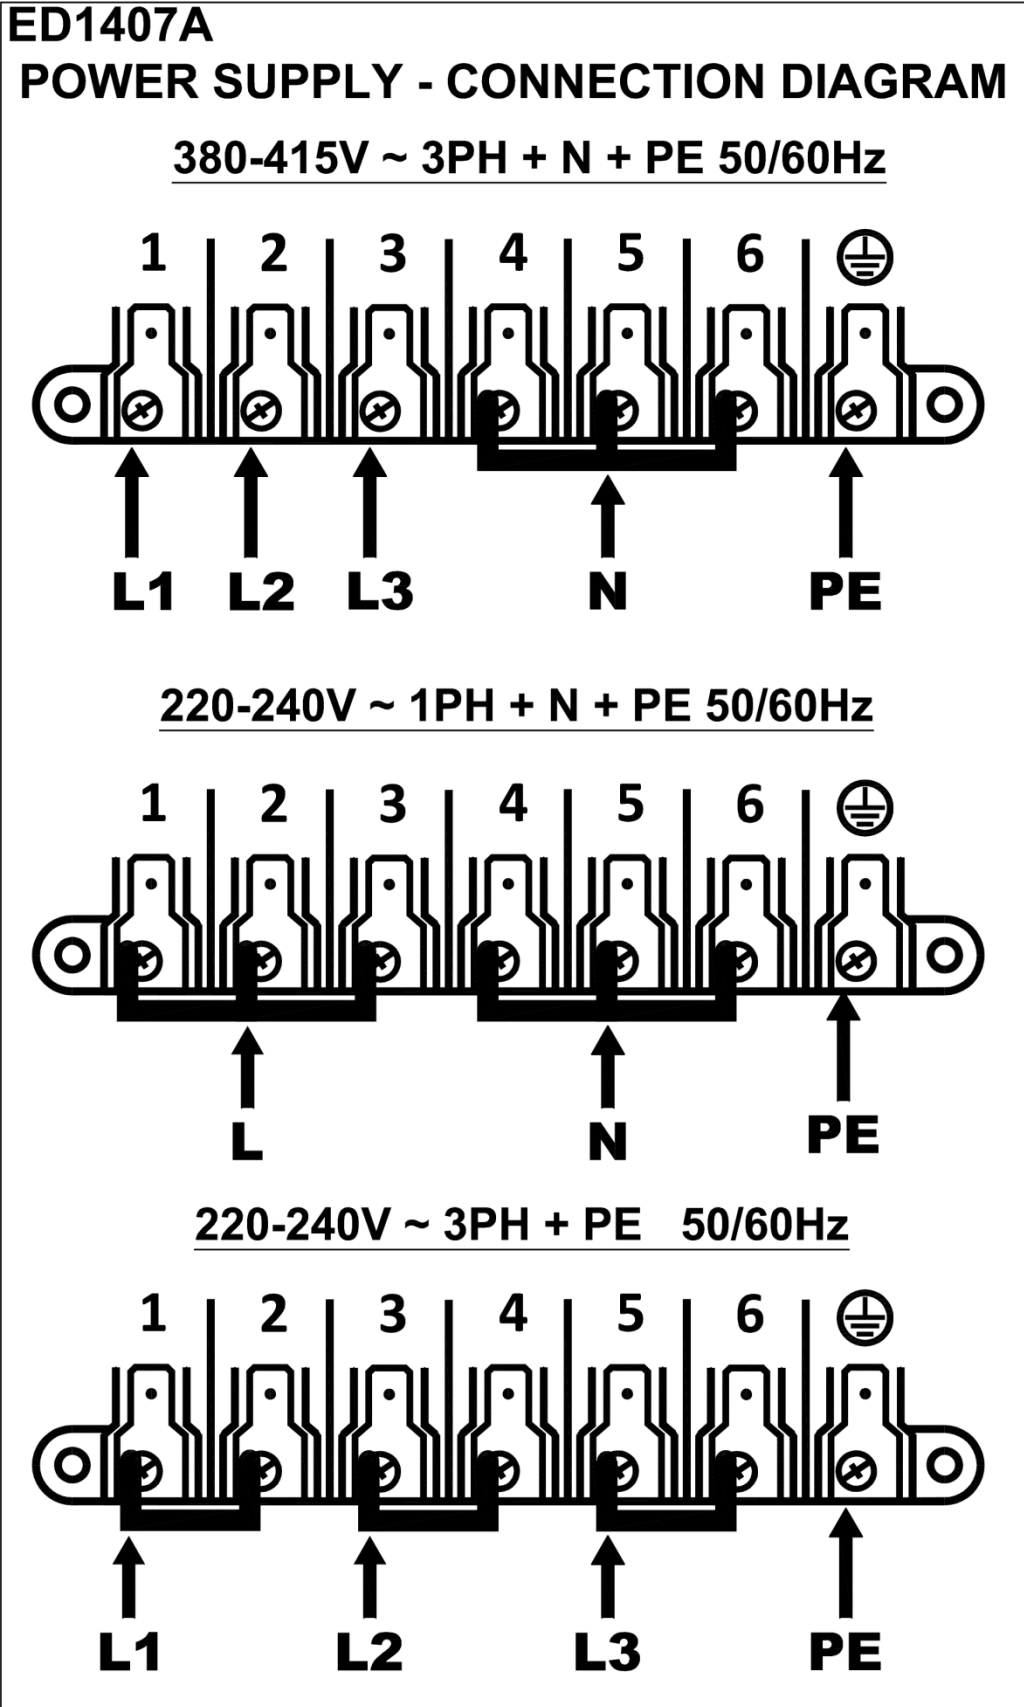 ED1407A
POWER SUPPLY - CONNECTION DIAGRAM
380-415V ~ 3PH + N + PE 50/60Hz
1 2 3 4 5 6
L1 L2 L3 N PE
220-240V ~ 1PH + N + PE 50/60Hz
1 2 3 4 5 6
L N PE
220-240V ~ 3PH + PE 50/60Hz
1 2 3 4 5 6
L1 L2 L3 PE